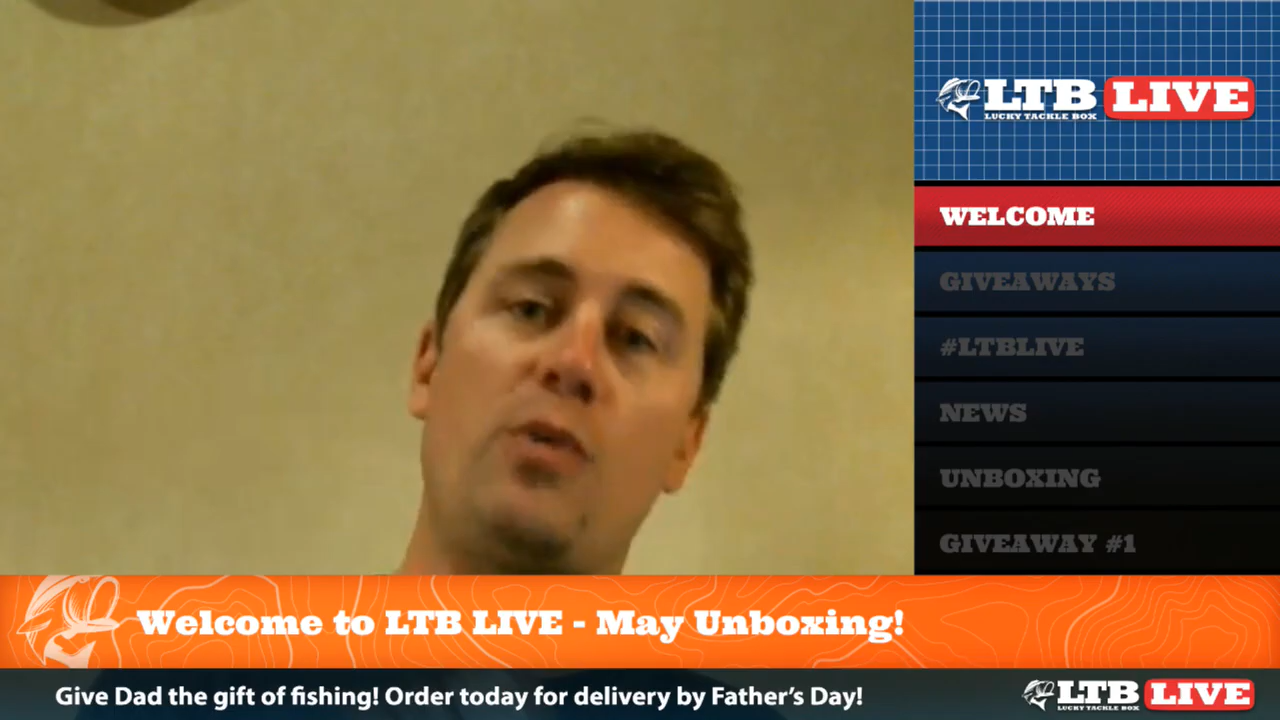 LTB LIVE
LUCKY TACKLE BOX
WELCOME
GIVEAWAYS
#LTBLIVE
NEWS
UNBOXING
GIVEAWAY #1
Welcome to LTB LIVE - May Unboxing!
Give Dad the gift of fishing! Order today for delivery by Father’s Day!
LTB LIVE
LUCKY TACKLE BOX